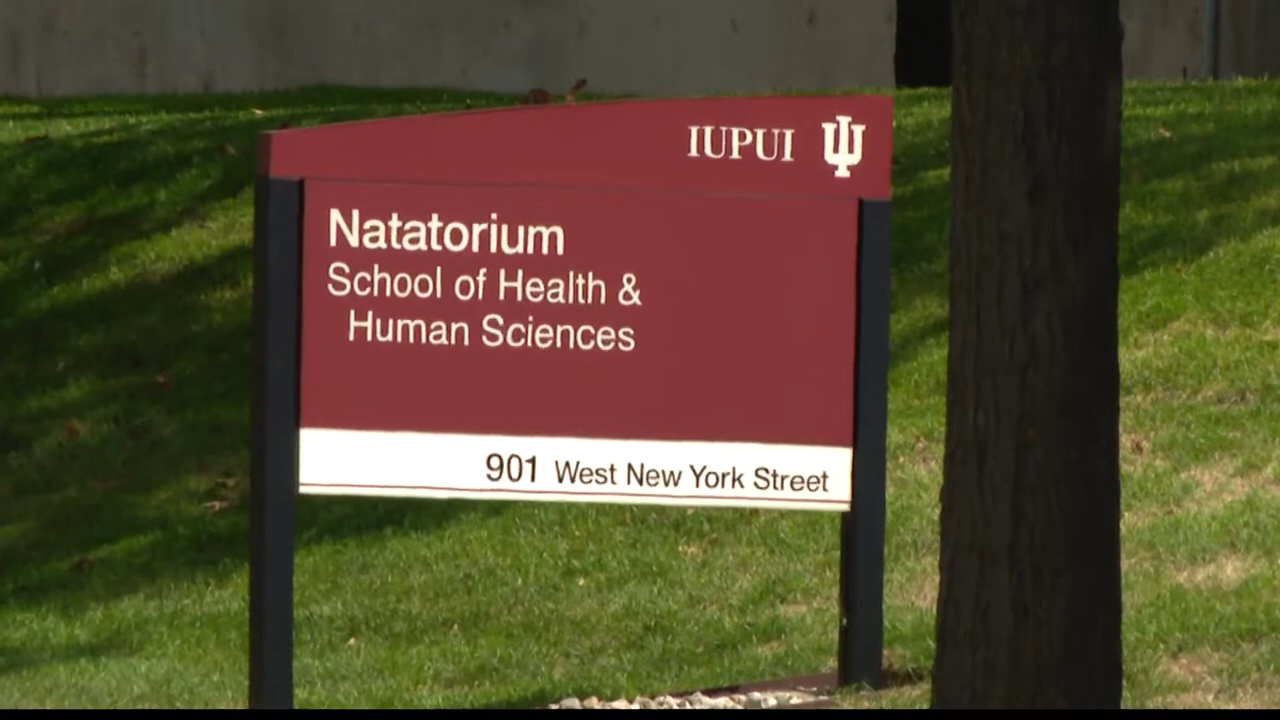 IUPUI
Natatorium
School of Health &
Human Sciences
901 West New York Street